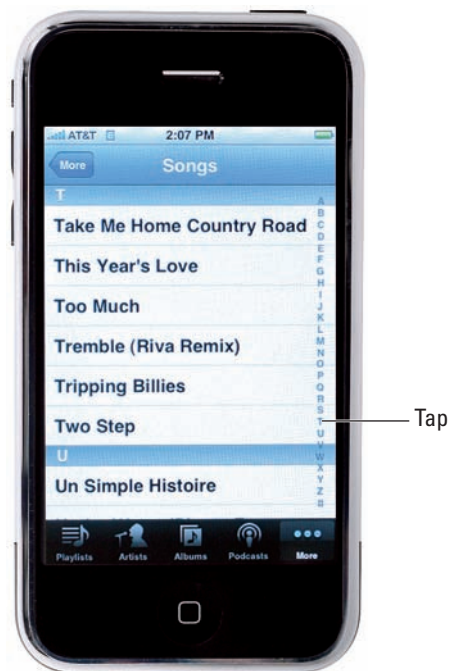 AT&T 2:07 PM
More Songs
T
A
Take Me Home Country Road
B
C
D
E
This Year's Love
F
G
H
I
Too Much
J
K
L
Tremble (Riva Remix)
M
N
O
P
Tripping Billies
Q
R
S
Two Step
T
Tap
U
U
V
W
Un Simple Histoire
X
Y
Z
Playlists Artists Albums Podcasts More